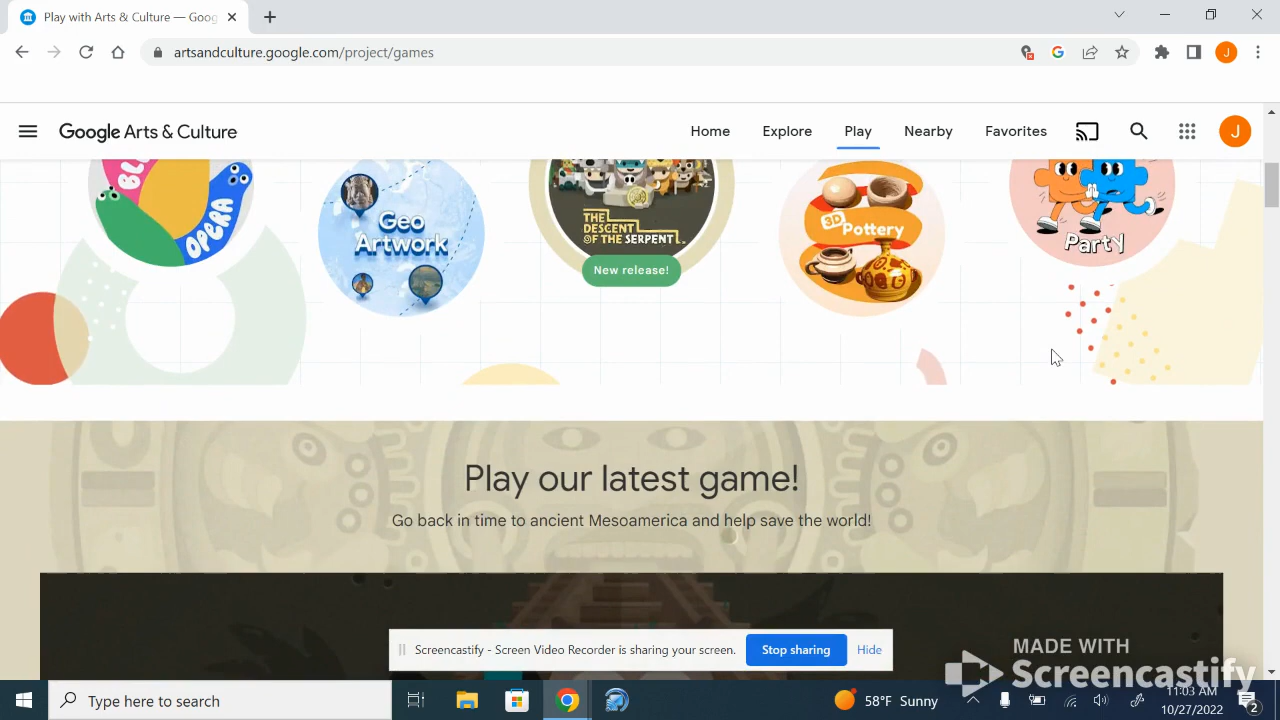 Play with Arts & Culture — Goog
artsandculture.google.com/project/games
J
Google Arts & Culture
Home
Explore
Play
Nearby
Favorites
J
OPERA
Geo
Artwork
THE
DESCENT
OF THE SERPENT
New release!
3D
Pottery
Party
Play our latest game!
Go back in time to ancient Mesoamerica and help save the world!
Screencastify - Screen Video Recorder is sharing your screen.
Stop sharing
Hide
MADE WITH
Screencastify
Type here to search
58°F Sunny
11:03 AM
10/27/2022
2